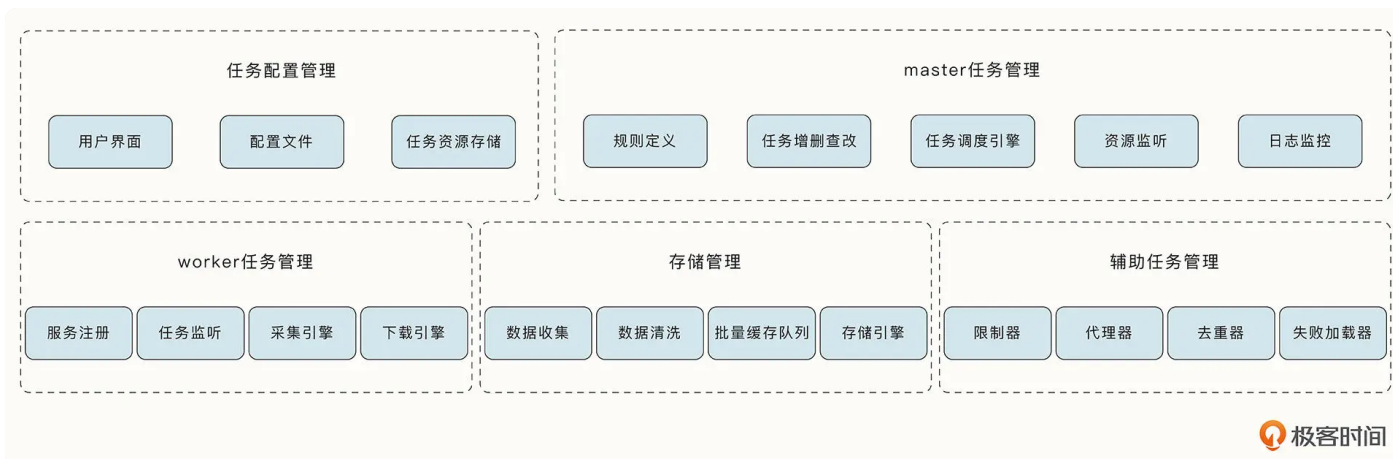 任务配置管理
用户界面
配置文件
任务资源存储
master任务管理
规则定义
任务增删查改
任务调度引擎
资源监听
日志监控
worker任务管理
服务注册
任务监听
采集引擎
下载引擎
存储管理
数据收集
数据清洗
批量缓存队列
存储引擎
辅助任务管理
限制器
代理器
去重器
失败加载器
极客时间